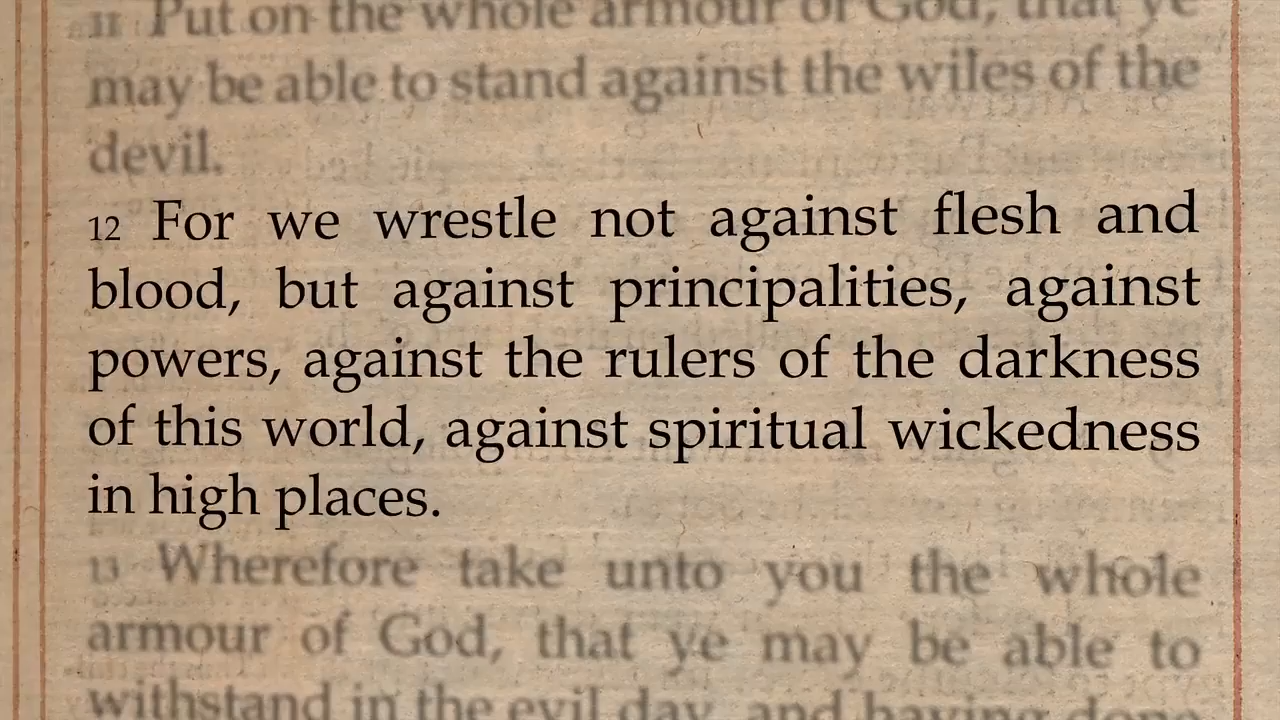 11 Put on the whole armour of God, that ye
may be able to stand against the wiles of the
devil.
12 For we wrestle not against flesh and
blood, but against principalities, against
powers, against the rulers of the darkness
of this world, against spiritual wickedness
in high places.
13 Wherefore take unto you the whole
armour of God, that ye may be able to
withstand in the evil day, and having done